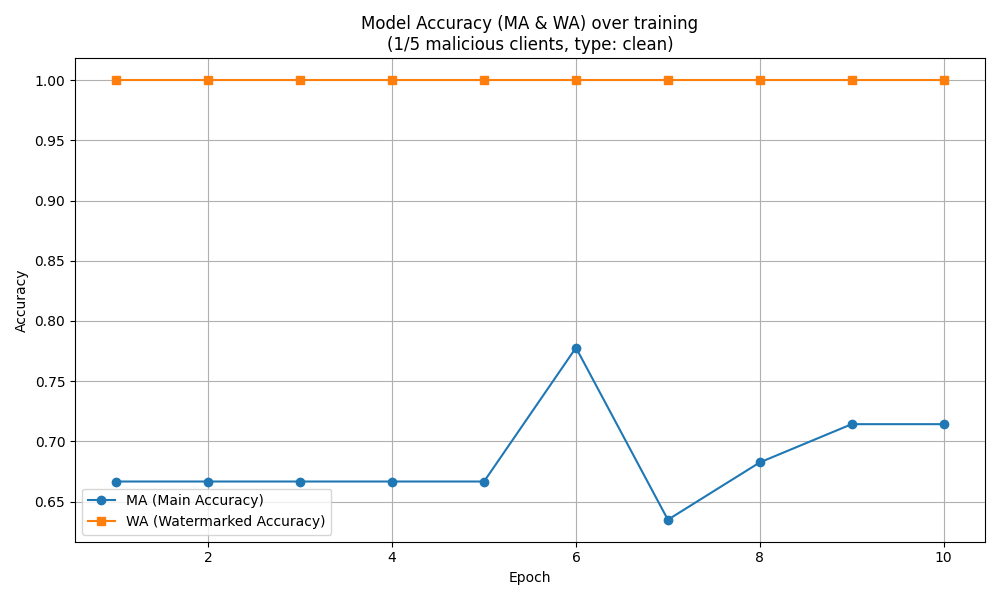 Model Accuracy (MA & WA) over training
(1/5 malicious clients, type: clean)
Accuracy
1.00
0.95
0.90
0.85
0.80
0.75
0.70
0.65
MA (Main Accuracy)
WA (Watermarked Accuracy)
2
4
6
8
10
Epoch